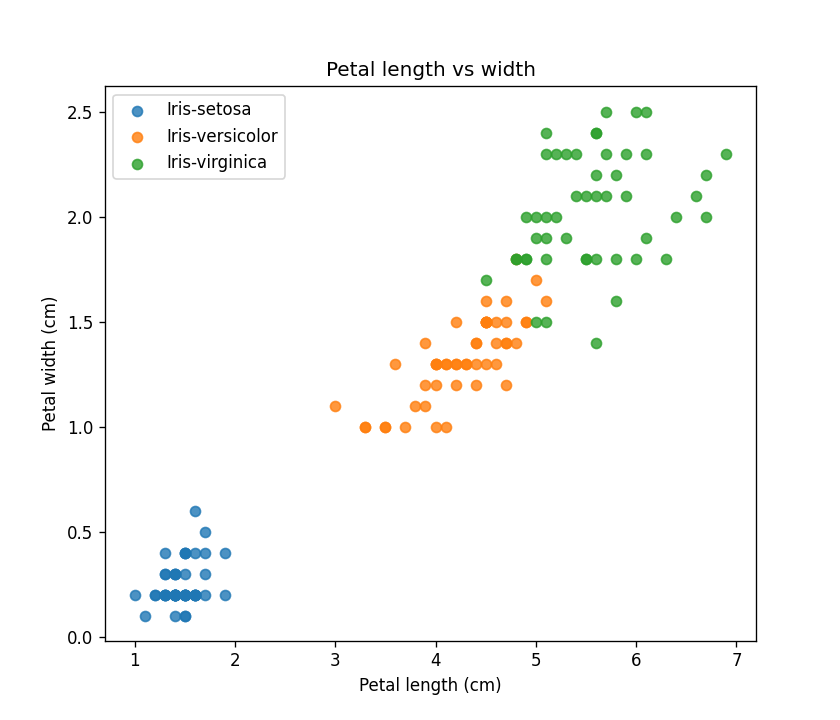 Petal length vs width
Iris-setosa
Iris-versicolor
Iris-virginica
2.5
2.0
1.5
1.0
0.5
0.0
Petal width (cm)
1 2 3 4 5 6 7
Petal length (cm)